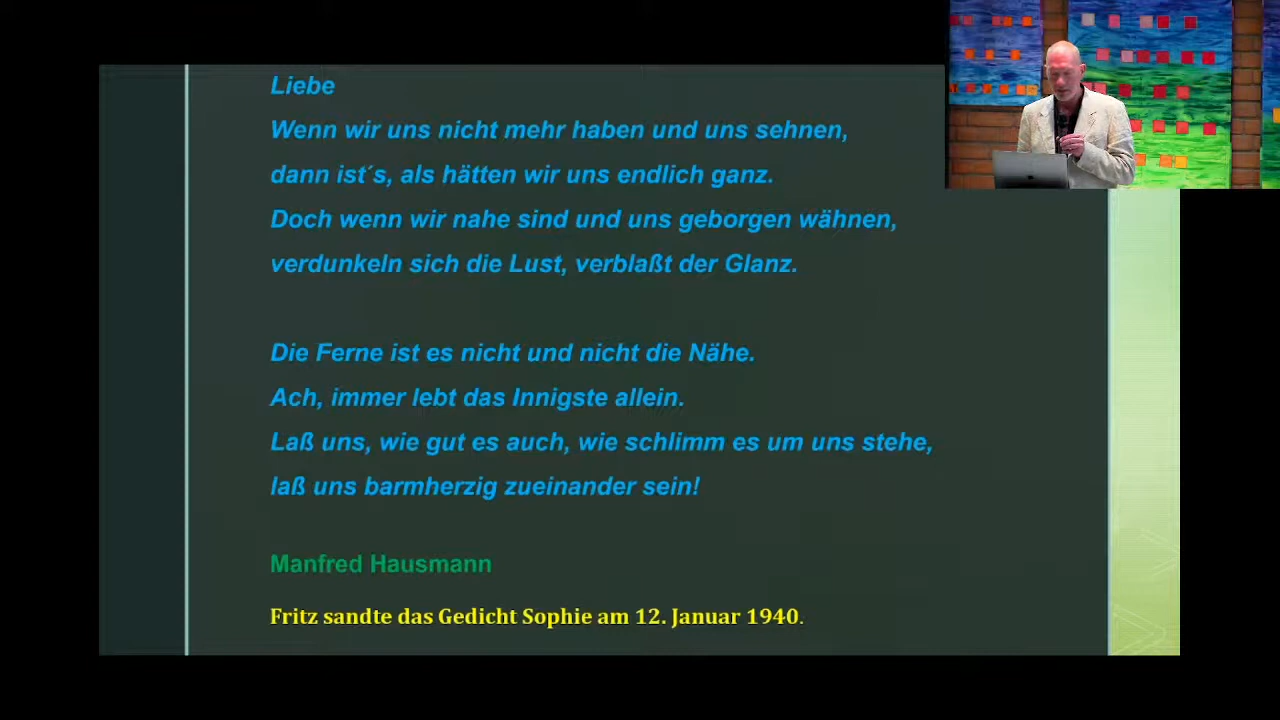 Liebe
Wenn wir uns nicht mehr haben und uns sehnen,
dann ist´s, als hätten wir uns endlich ganz.
Doch wenn wir nahe sind und uns geborgen wähnen,
verdunkeln sich die Lust, verblaßt der Glanz.
Die Ferne ist es nicht und nicht die Nähe.
Ach, immer lebt das Innigste allein.
Laß uns, wie gut es auch, wie schlimm es um uns stehe,
laß uns barmherzig zueinander sein!
Manfred Hausmann
Fritz sandte das Gedicht Sophie am 12. Januar 1940.